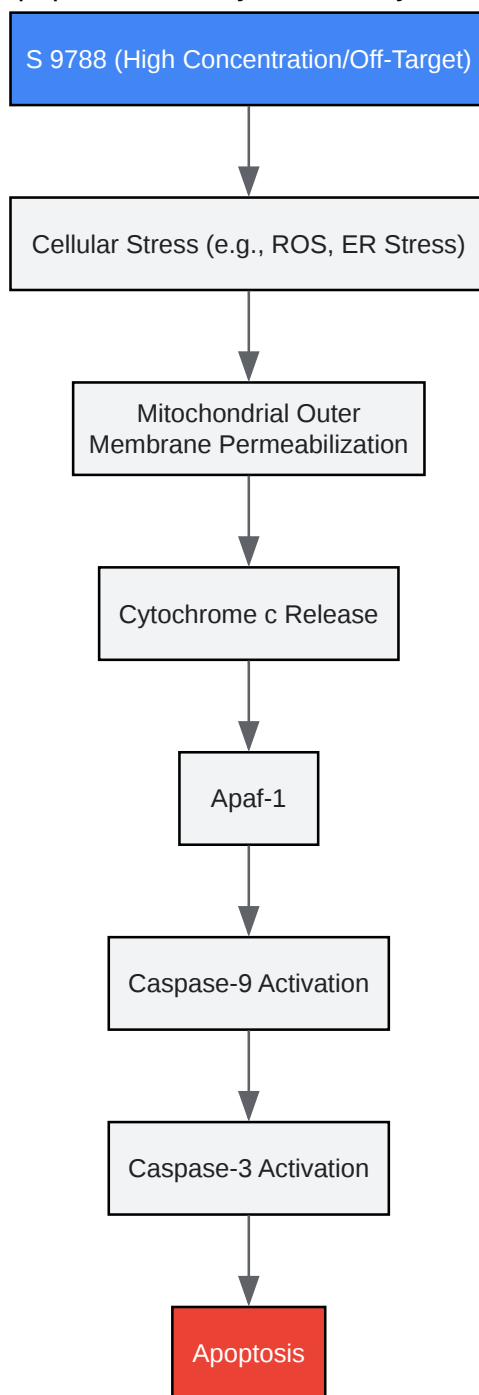 S 9788 (High Concentration/Off-Target)
Cellular Stress (e.g., ROS, ER Stress)
Mitochondrial Outer
Membrane Permeabilization
Cytochrome c Release
Apaf-1
Caspase-9 Activation
Caspase-3 Activation
Apoptosis